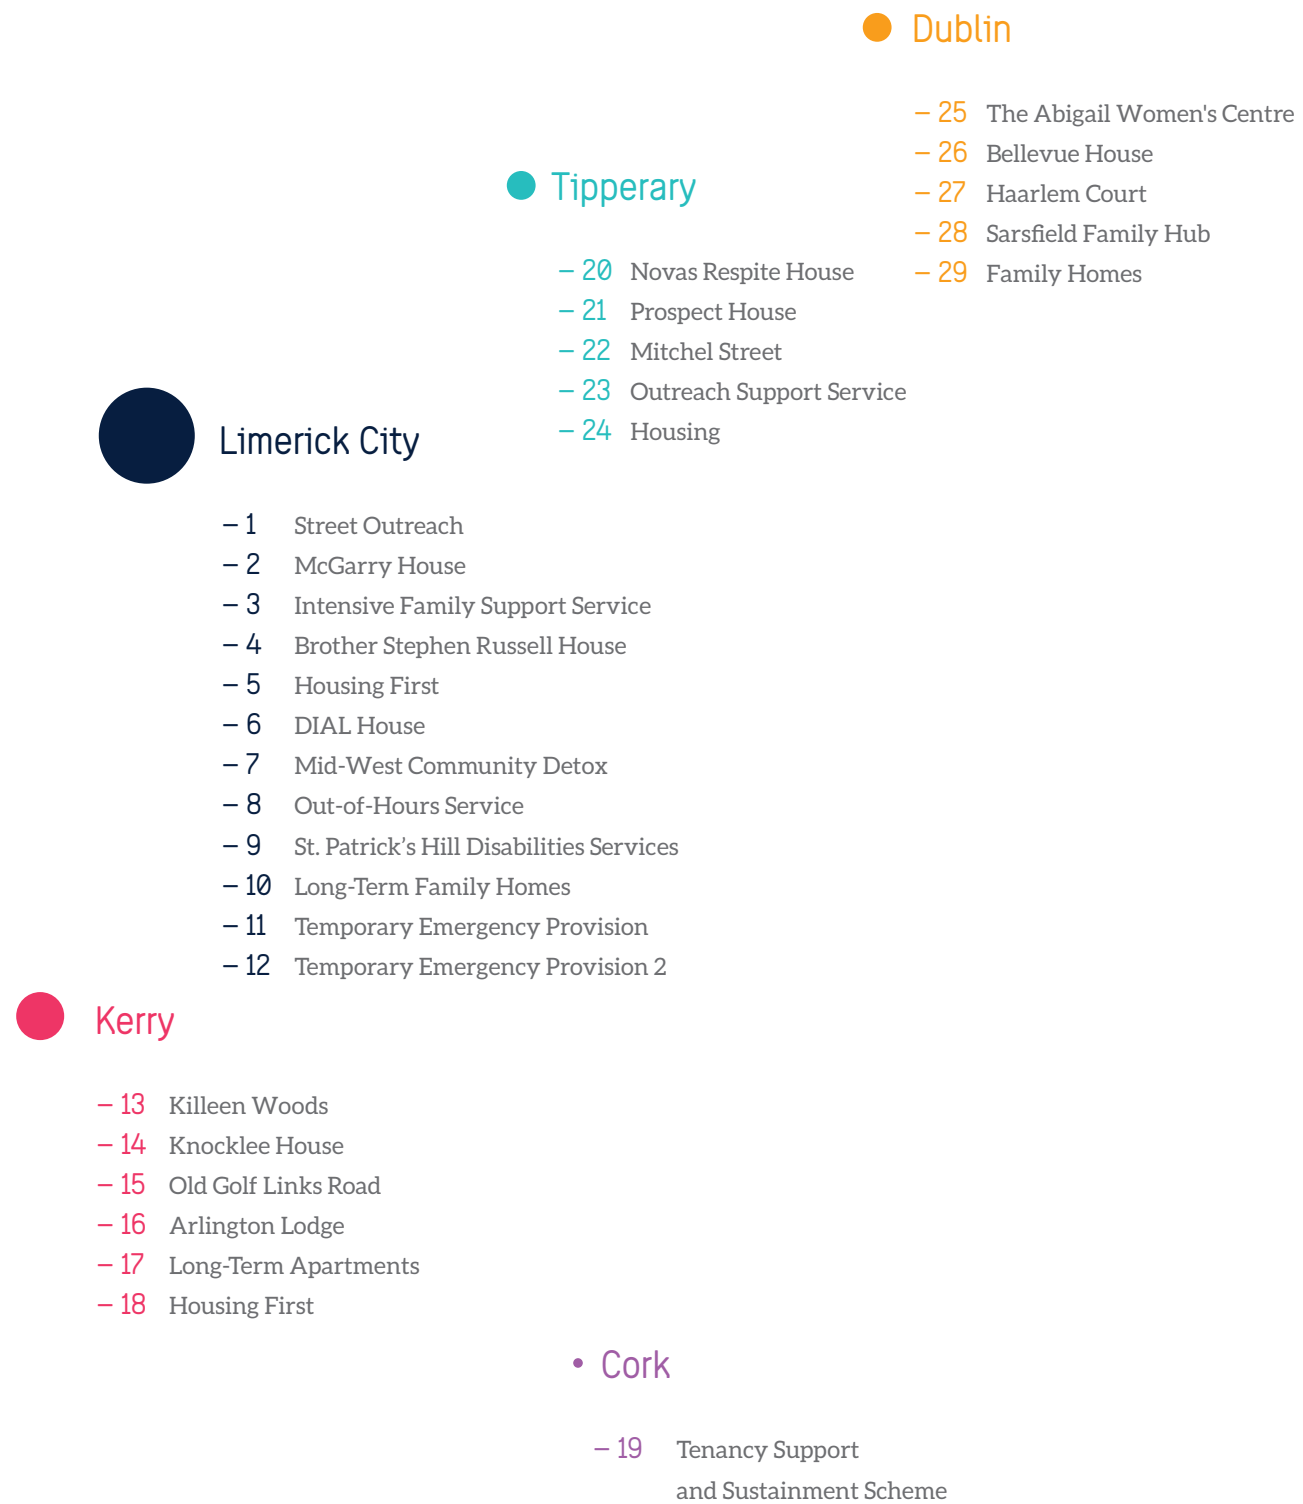 Dublin
– 25 The Abigail Women's Centre
– 26 Bellevue House
– 27 Haarlem Court
– 28 Sarsfield Family Hub
– 29 Family Homes
Tipperary
– 20 Novas Respite House
– 21 Prospect House
– 22 Mitchel Street
– 23 Outreach Support Service
– 24 Housing
Limerick City
– 1 Street Outreach
– 2 McGarry House
– 3 Intensive Family Support Service
– 4 Brother Stephen Russell House
– 5 Housing First
– 6 DIAL House
– 7 Mid-West Community Detox
– 8 Out-of-Hours Service
– 9 St. Patrick’s Hill Disabilities Services
– 10 Long-Term Family Homes
– 11 Temporary Emergency Provision
– 12 Temporary Emergency Provision 2
Kerry
– 13 Killeen Woods
– 14 Knocklee House
– 15 Old Golf Links Road
– 16 Arlington Lodge
– 17 Long-Term Apartments
– 18 Housing First
Cork
– 19 Tenancy Support
and Sustainment Scheme